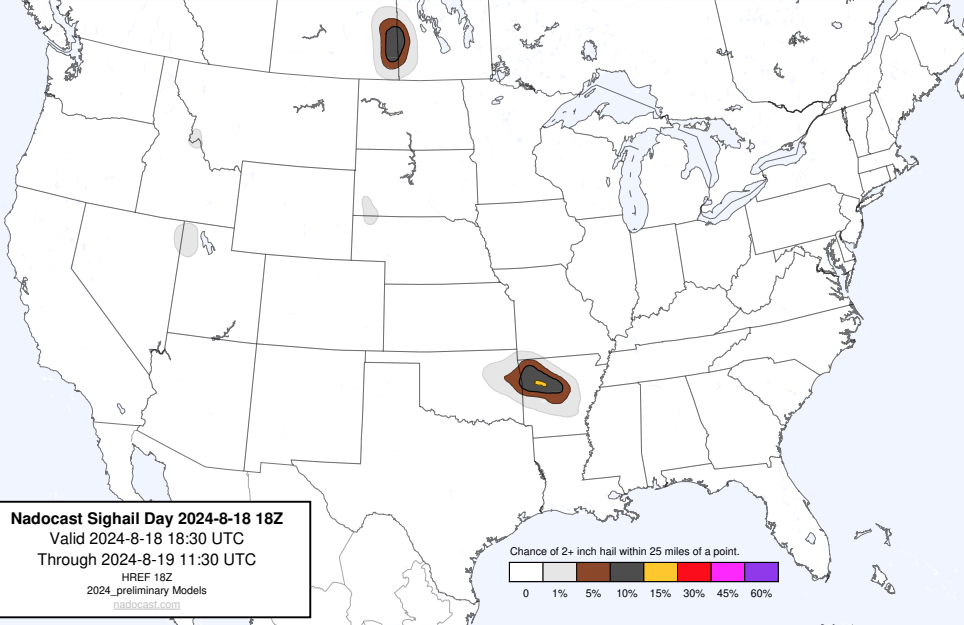 Nadocast Sighail Day 2024-8-18 18Z
Valid 2024-8-18 18:30 UTC
Through 2024-8-19 11:30 UTC
HREF 18Z
2024_preliminary Models
nadocast.com
Chance of 2+ inch hail within 25 miles of a point.
0 1% 5% 10% 15% 30% 45% 60%